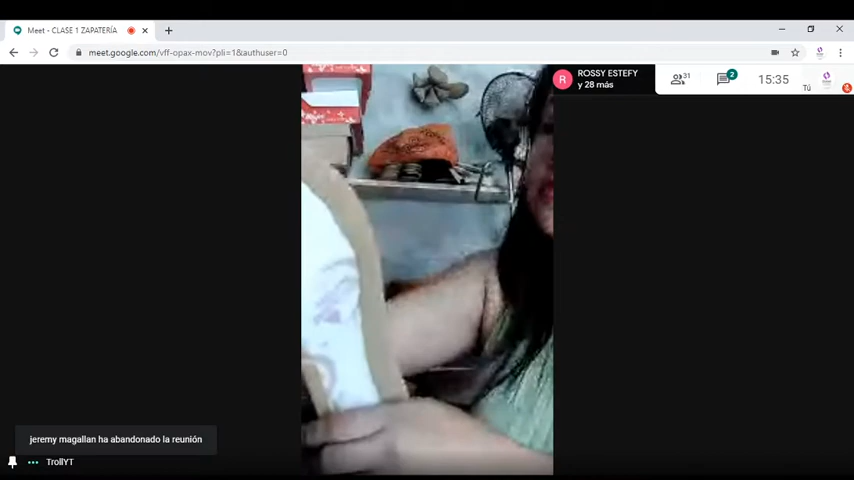 Meet - CLASE 1 ZAPATERÍA
meet.google.com/vff-opax-mov?pli=1&authuser=0
R
ROSSY ESTEFY
y 28 más
31
2
15:35
Tú
jeremy magallan ha abandonado la reunión
TrollYT